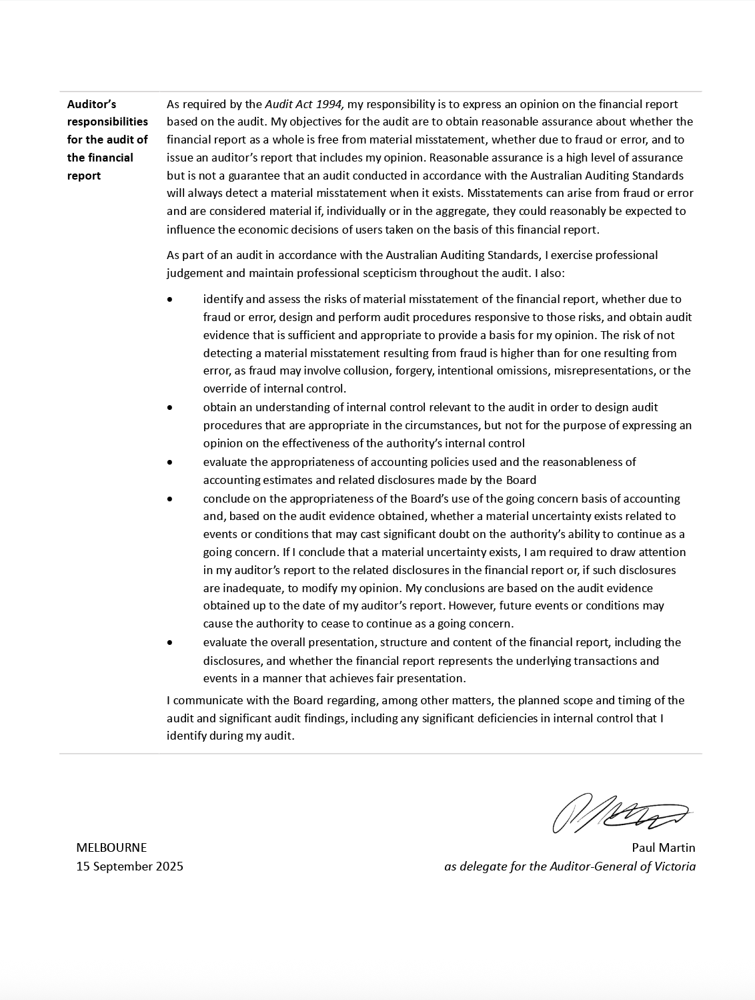 Auditor’s
responsibilities
for the audit of
the financial
report
As required by the Audit Act 1994, my responsibility is to express an opinion on the financial report
based on the audit. My objectives for the audit are to obtain reasonable assurance about whether the
financial report as a whole is free from material misstatement, whether due to fraud or error, and to
issue an auditor’s report that includes my opinion. Reasonable assurance is a high level of assurance
but is not a guarantee that an audit conducted in accordance with the Australian Auditing Standards
will always detect a material misstatement when it exists. Misstatements can arise from fraud or error
and are considered material if, individually or in the aggregate, they could reasonably be expected to
influence the economic decisions of users taken on the basis of this financial report.
As part of an audit in accordance with the Australian Auditing Standards, I exercise professional
judgement and maintain professional scepticism throughout the audit. I also:
• identify and assess the risks of material misstatement of the financial report, whether due to
fraud or error, design and perform audit procedures responsive to those risks, and obtain audit
evidence that is sufficient and appropriate to provide a basis for my opinion. The risk of not
detecting a material misstatement resulting from fraud is higher than for one resulting from
error, as fraud may involve collusion, forgery, intentional omissions, misrepresentations, or the
override of internal control.
• obtain an understanding of internal control relevant to the audit in order to design audit
procedures that are appropriate in the circumstances, but not for the purpose of expressing an
opinion on the effectiveness of the authority’s internal control
• evaluate the appropriateness of accounting policies used and the reasonableness of
accounting estimates and related disclosures made by the Board
• conclude on the appropriateness of the Board’s use of the going concern basis of accounting
and, based on the audit evidence obtained, whether a material uncertainty exists related to
events or conditions that may cast significant doubt on the authority’s ability to continue as a
going concern. If I conclude that a material uncertainty exists, I am required to draw attention
in my auditor’s report to the related disclosures in the financial report or, if such disclosures
are inadequate, to modify my opinion. My conclusions are based on the audit evidence
obtained up to the date of my auditor’s report. However, future events or conditions may
cause the authority to cease to continue as a going concern.
• evaluate the overall presentation, structure and content of the financial report, including the
disclosures, and whether the financial report represents the underlying transactions and
events in a manner that achieves fair presentation.
I communicate with the Board regarding, among other matters, the planned scope and timing of the
audit and significant audit findings, including any significant deficiencies in internal control that I
identify during my audit.
MELBOURNE
15 September 2025
Paul Martin
as delegate for the Auditor-General of Victoria